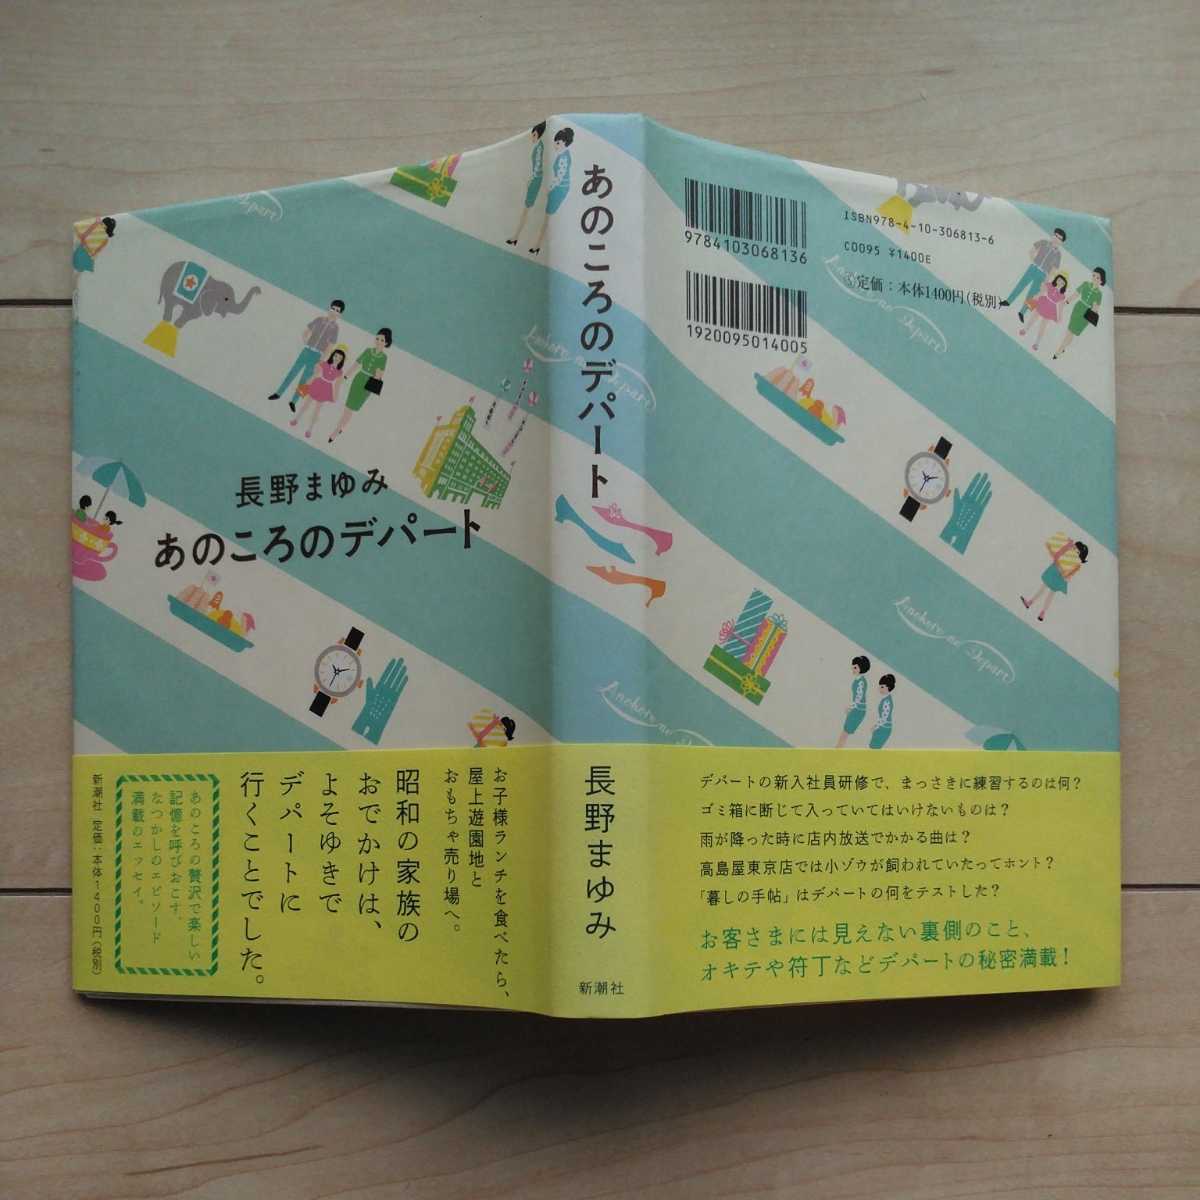 長野まゆみ
あのころのデパート
お子様ランチを食べたら、
屋上遊園地と
おもちゃ売り場へ。
昭和の家族の
おでかけは、
よそゆきで
デパートに
行くことでした。
あのころの贅沢で楽しい
記憶を呼びおこす。
なつかしのエピソード
満載のエッセイ。
新潮社 定価:本体1400円(税別)
あのころのデパート
長野まゆみ
新潮社
9784103068136
1920095014005
ISBN978-4-10-306813-6
C0095 ¥1400E
定価:本体1400円(税別)
デパートの新入社員研修で、まっさきに練習するのは何?
ゴミ箱に断じて入っていてはいけないものは?
雨が降った時に店内放送でかかる曲は?
高島屋東京店では小ゾウが飼われていたってホント?
「暮しの手帖」はデパートの何をテストした?
お客さまには見えない裏側のこと、
オキテや符丁などデパートの秘密満載!